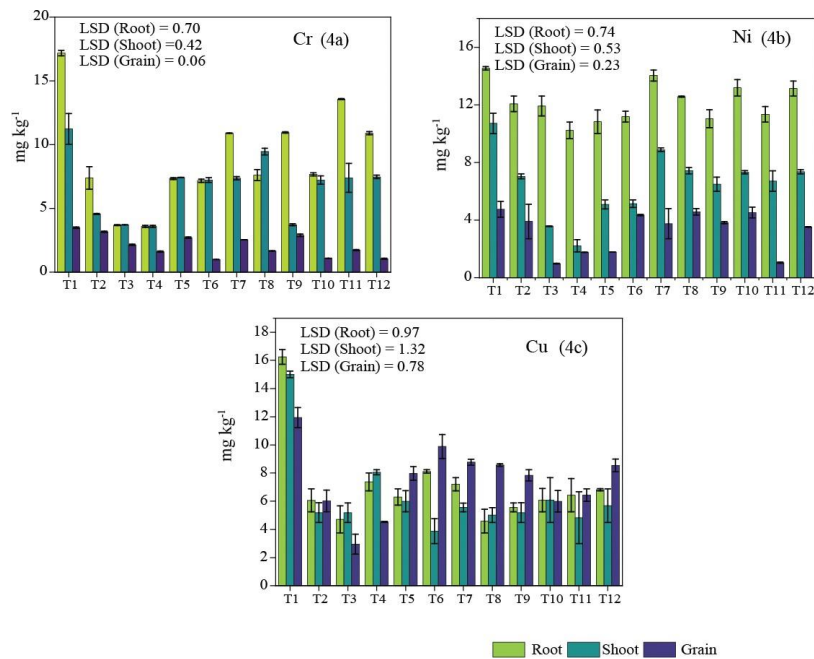 LSD (Root) = 0.70
LSD (Shoot) =0.42
LSD (Grain) = 0.06
Cr (4a)
mg kg⁻¹
20
15
10
5
0
T1 T2 T3 T4 T5 T6 T7 T8 T9 T10 T11 T12
LSD (Root) = 0.74
LSD (Shoot) = 0.53
LSD (Grain) = 0.23
Ni (4b)
mg kg⁻¹
16
12
8
4
0
T1 T2 T3 T4 T5 T6 T7 T8 T9 T10 T11 T12
LSD (Root) = 0.97
LSD (Shoot) = 1.32
LSD (Grain) = 0.78
Cu (4c)
mg kg⁻¹
18
16
14
12
10
8
6
4
2
0
T1 T2 T3 T4 T5 T6 T7 T8 T9 T10 T11 T12
Root Shoot Grain